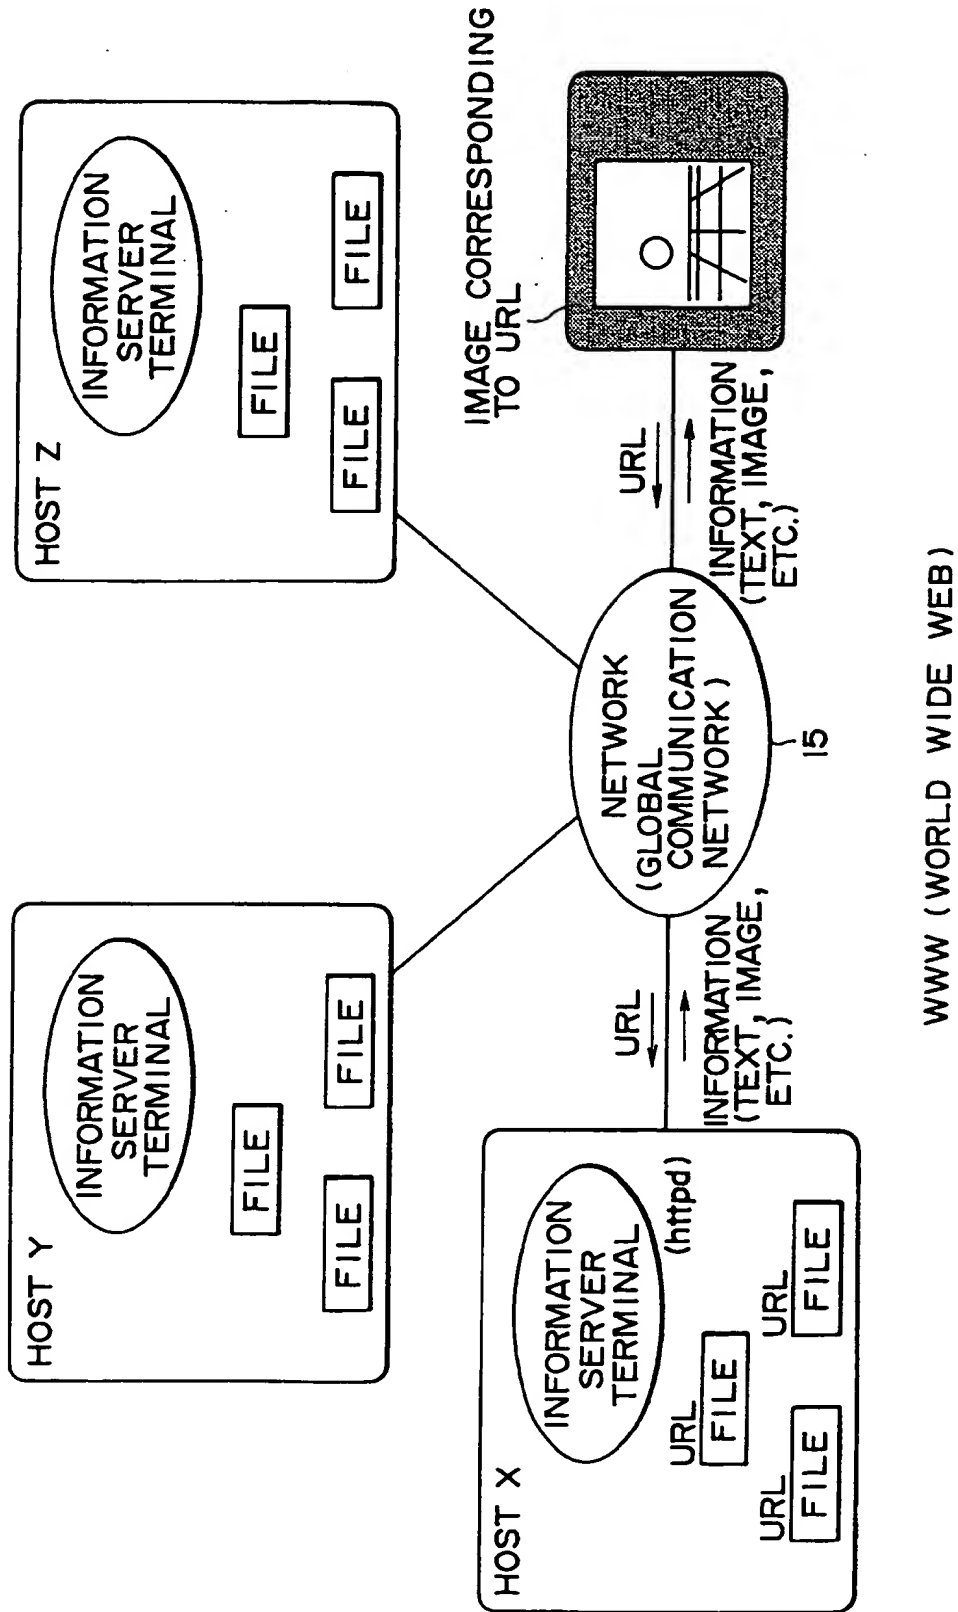 HOST Y
INFORMATION
SERVER
TERMINAL
FILE
FILE
FILE
HOST Z
INFORMATION
SERVER
TERMINAL
FILE
FILE
FILE
HOST X
INFORMATION
SERVER
TERMINAL
(httpd)
URL
FILE
URL
FILE
URL
FILE
URL
INFORMATION
(TEXT, IMAGE,
ETC.)
NETWORK
(GLOBAL
COMMUNICATION
NETWORK)
15
URL
INFORMATION
(TEXT, IMAGE,
ETC.)
IMAGE CORRESPONDING
TO URL
WWW (WORLD WIDE WEB)